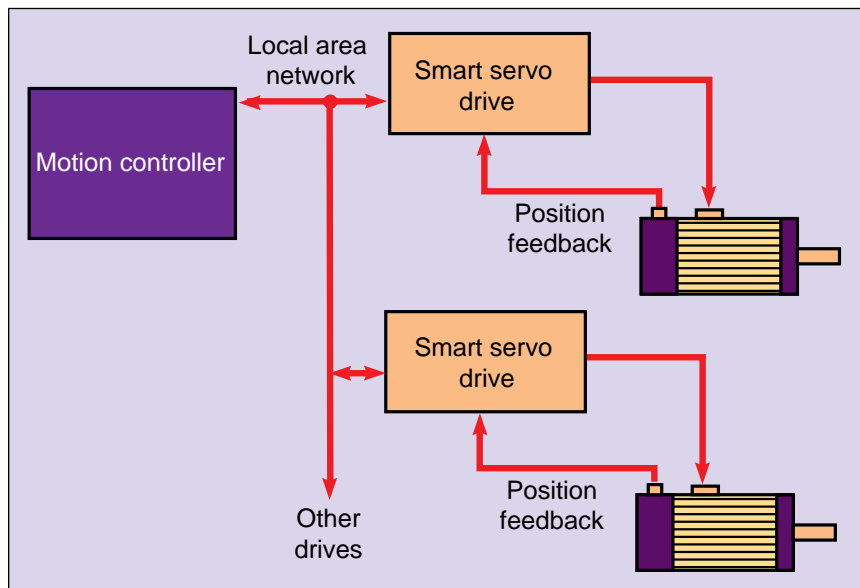 Local area
network
Smart servo
drive
Motion controller
Position
feedback
Smart servo
drive
Position
feedback
Other
drives